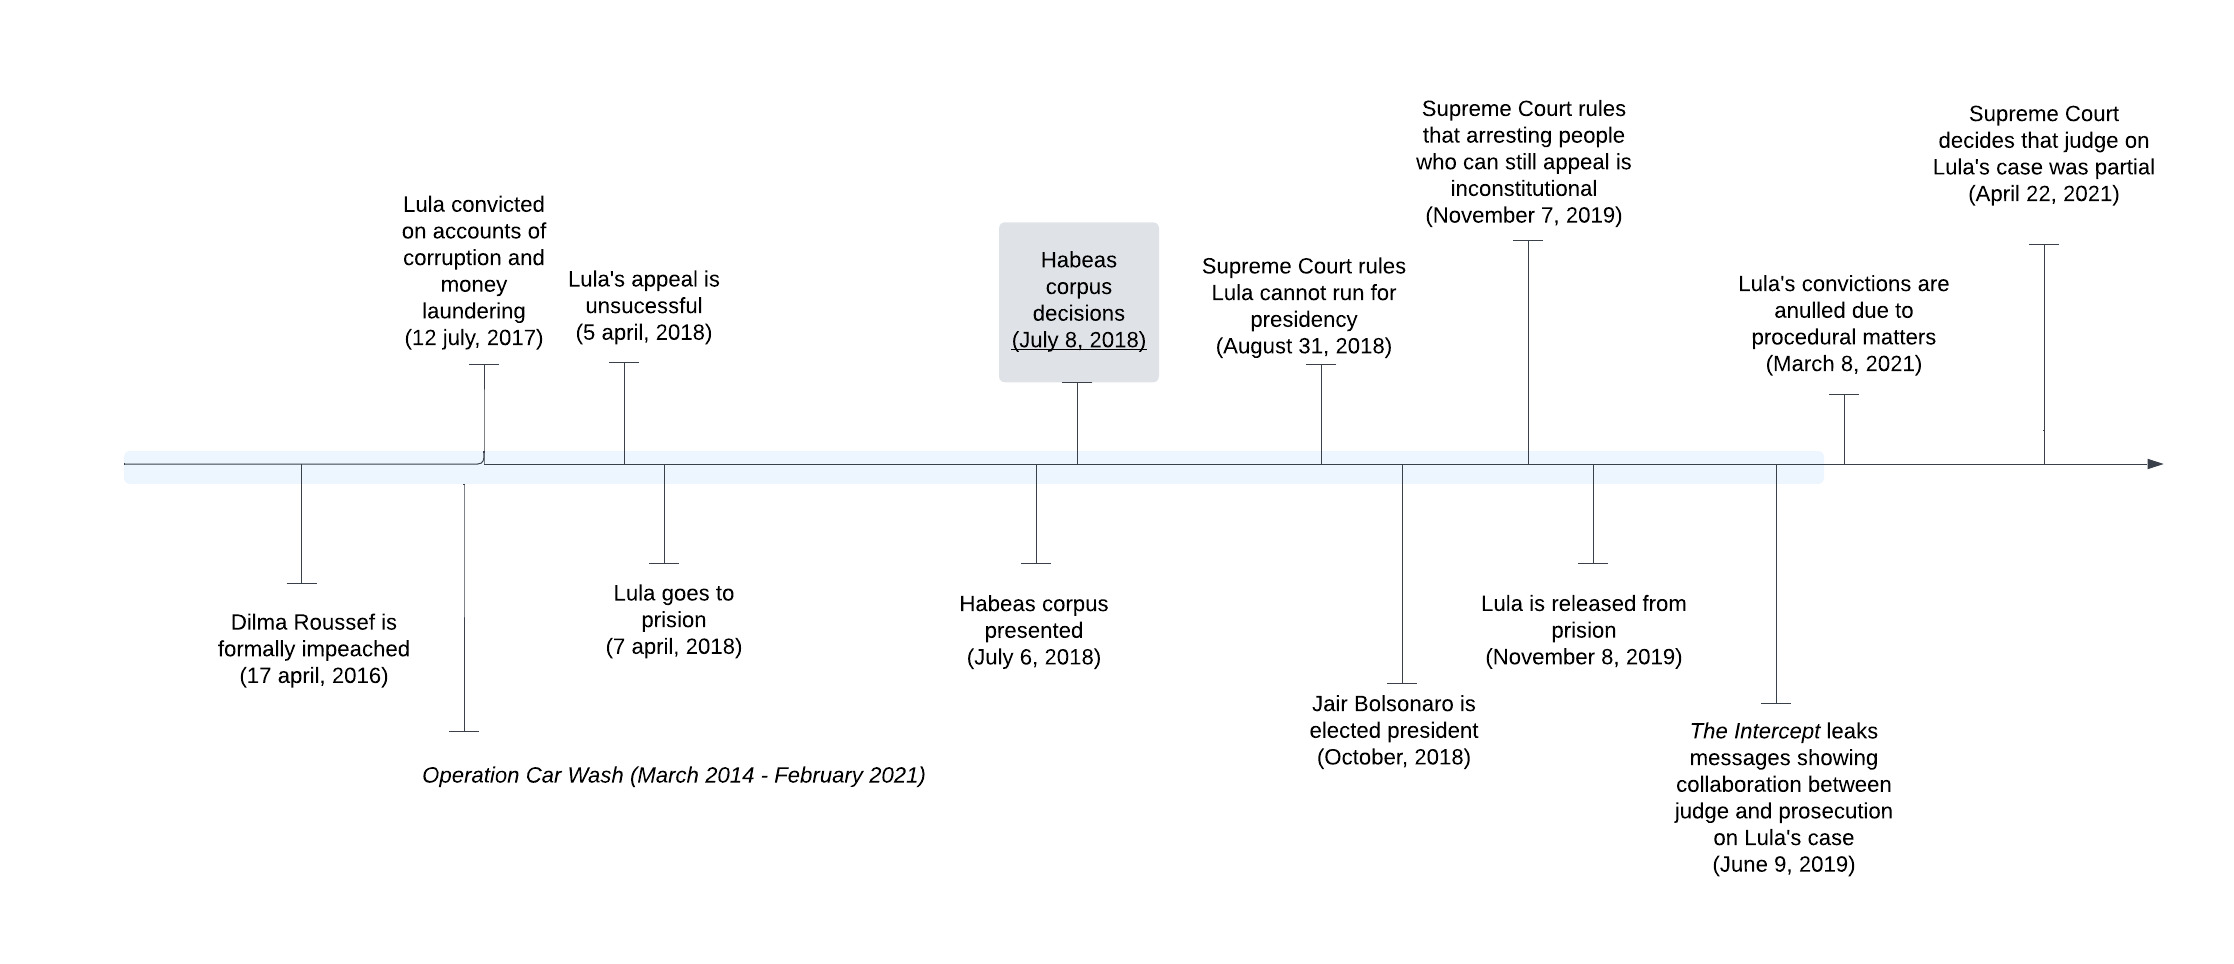 Supreme Court rules
that arresting people
who can still appeal is
inconstitutional
(November 7, 2019)
Supreme Court
decides that judge on
Lula's case was partial
(April 22, 2021)
Lula convicted
on accounts of
corruption and
money
laundering
(12 july, 2017)
Lula's appeal is
unsucessful
(5 april, 2018)
Habeas
corpus
decisions
(July 8, 2018)
Supreme Court rules
Lula cannot run for
presidency
(August 31, 2018)
Lula's convictions are
anulled due to
procedural matters
(March 8, 2021)
Dilma Roussef is
formally impeached
(17 april, 2016)
Lula goes to
prision
(7 april, 2018)
Habeas corpus
presented
(July 6, 2018)
Lula is released from
prision
(November 8, 2019)
Jair Bolsonaro is
elected president
(October, 2018)
The Intercept leaks
messages showing
collaboration between
judge and prosecution
on Lula's case
(June 9, 2019)
Operation Car Wash (March 2014 - February 2021)